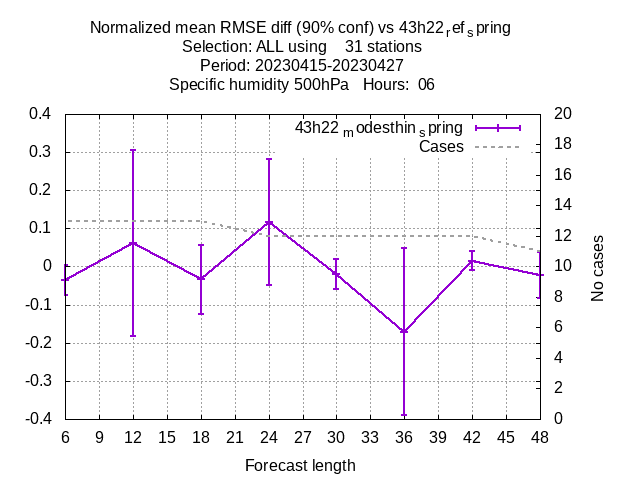 Normalized mean RMSE diff (90% conf) vs 43h22refspring
Selection: ALL using 31 stations
Period: 20230415-20230427
Specific humidity 500hPa Hours: 06
43h22modesthinspring
Cases
0.4
0.3
0.2
0.1
0
-0.1
-0.2
-0.3
-0.4
20
18
16
14
12
10
8
6
4
2
0
No cases
6 9 12 15 18 21 24 27 30 33 36 39 42 45 48
Forecast length